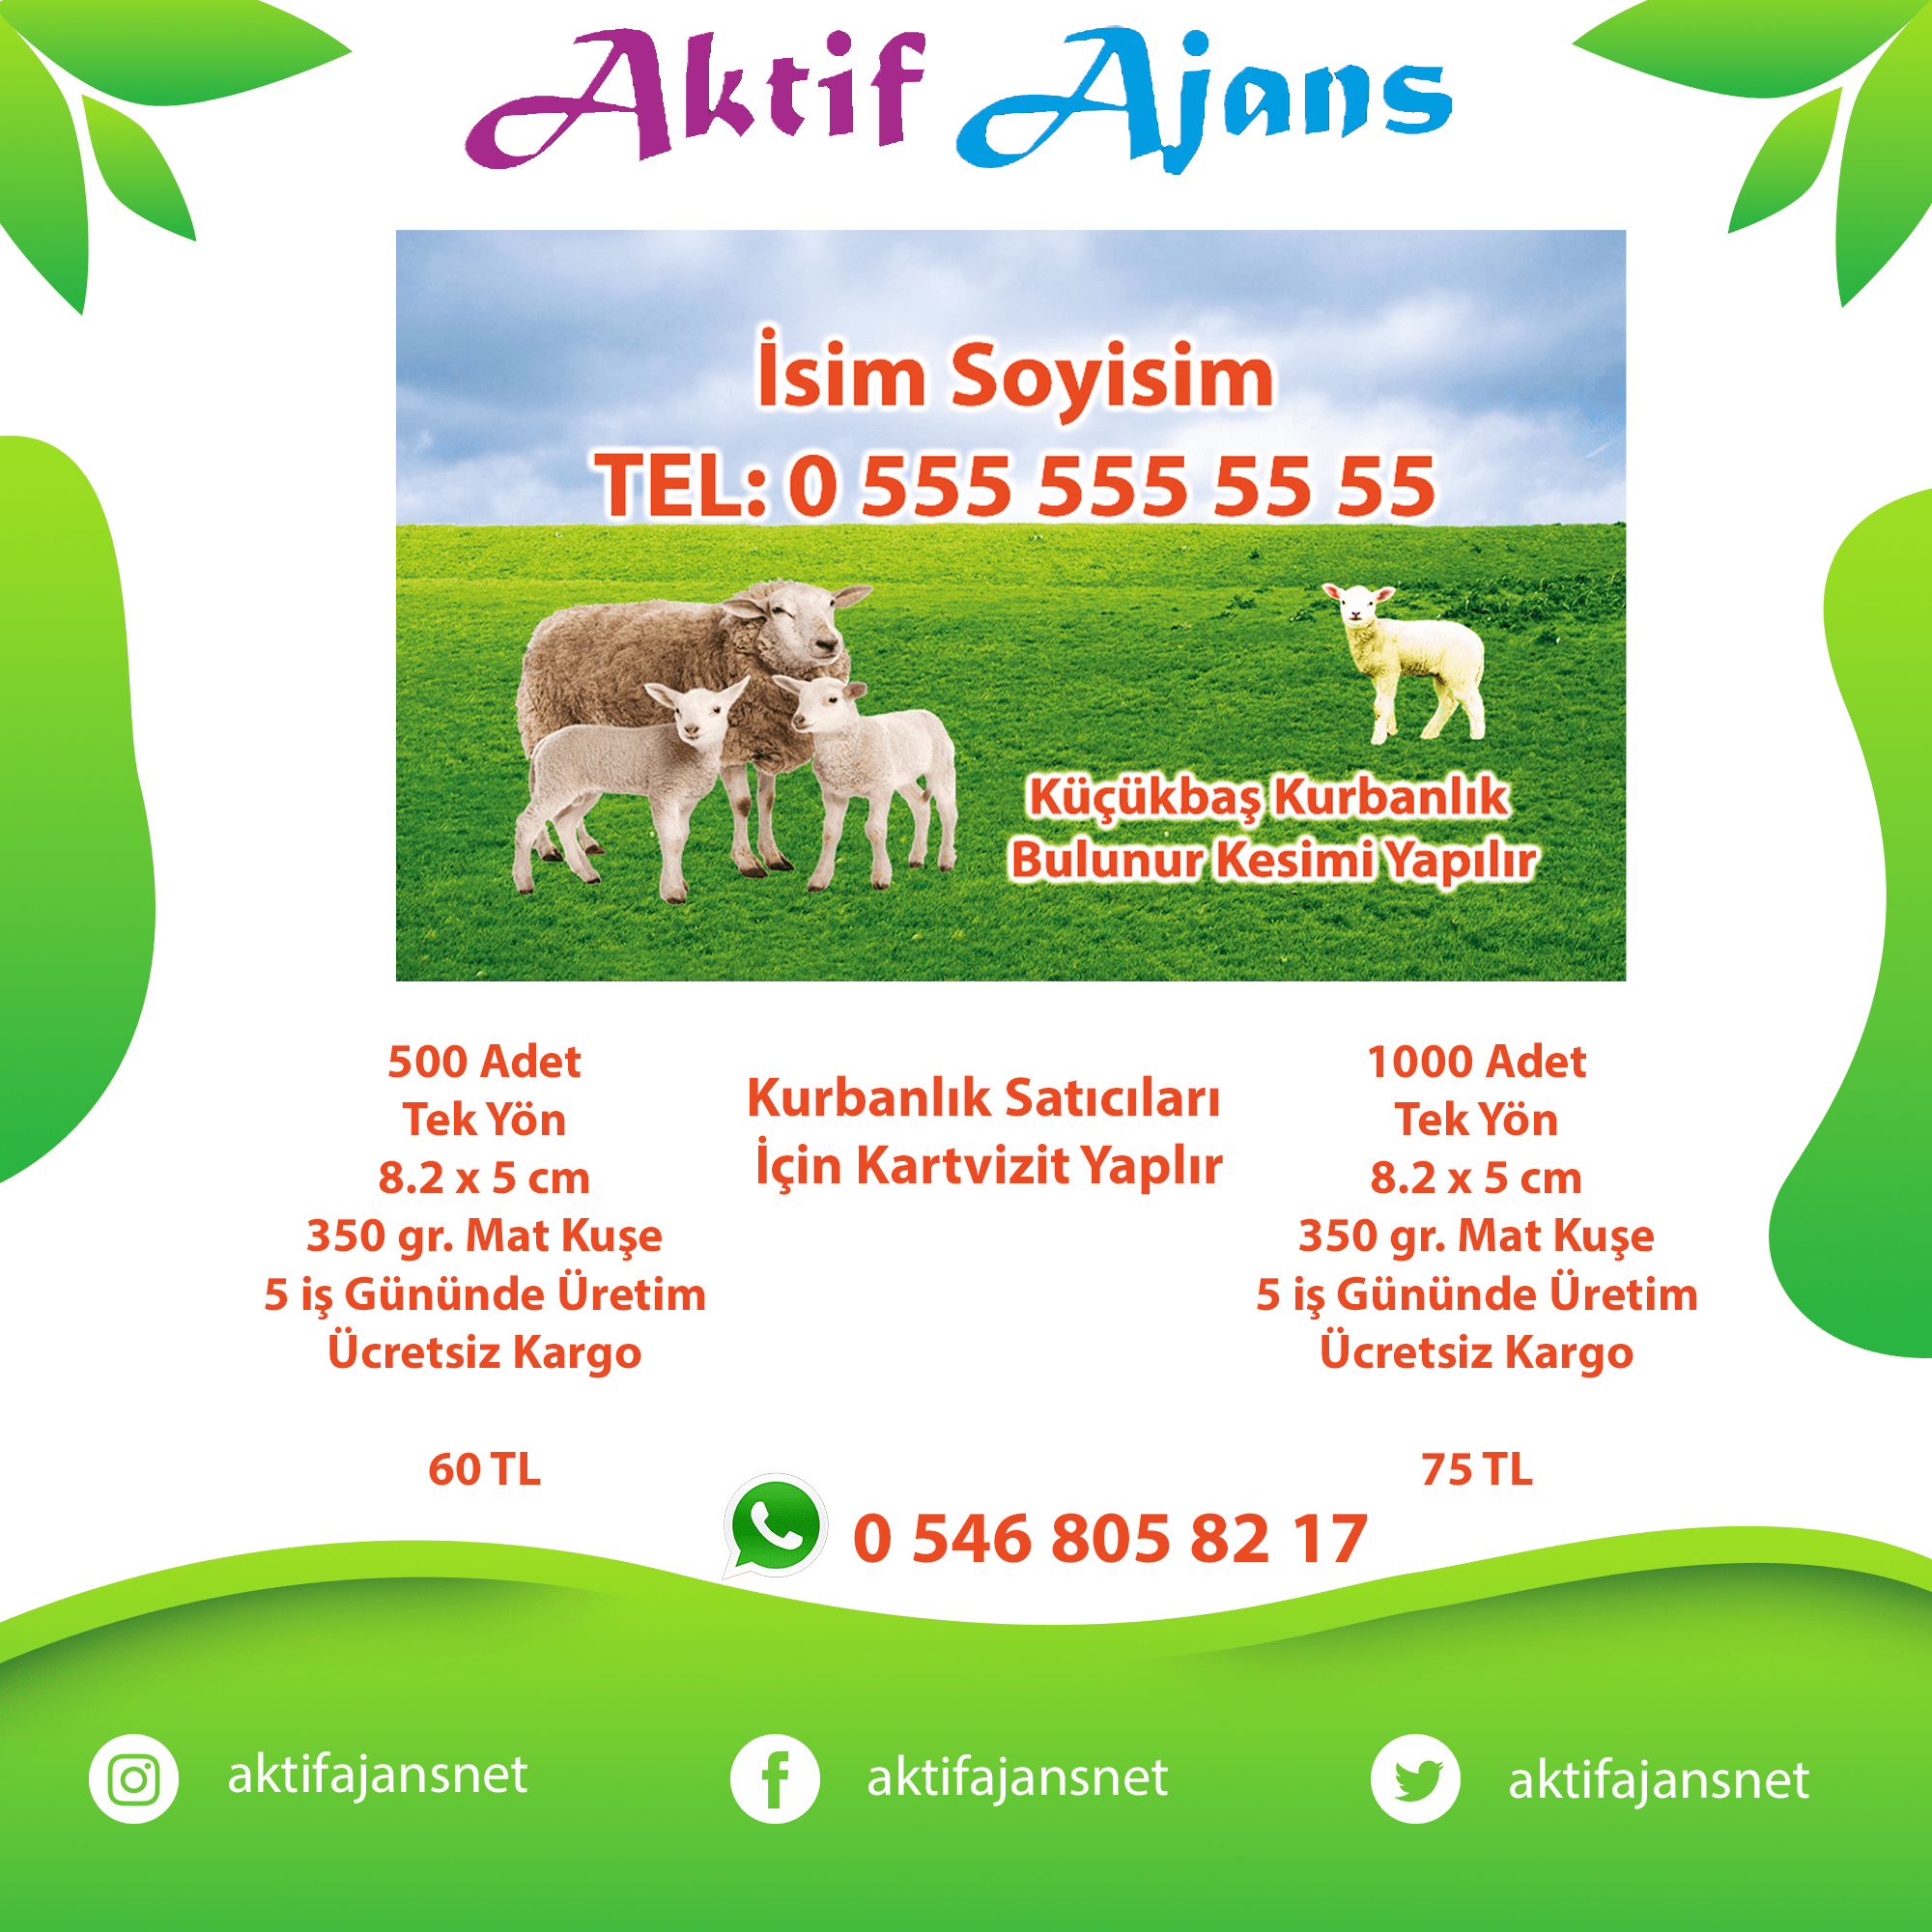 Aktif Ajans
İsim Soyisim
TEL: 0 555 555 55 55
Küçükbaş Kurbanlık
Bulunur Kesimi Yapılır
500 Adet
Tek Yön
8.2 x 5 cm
350 gr. Mat Kuşe
5 iş Gününde Üretim
Ücretsiz Kargo
60 TL
Kurbanlık Satıcıları
İçin Kartvizit Yaplır
1000 Adet
Tek Yön
8.2 x 5 cm
350 gr. Mat Kuşe
5 iş Gününde Üretim
Ücretsiz Kargo
75 TL
0 546 805 82 17
aktifajansnet
aktifajansnet
aktifajansnet